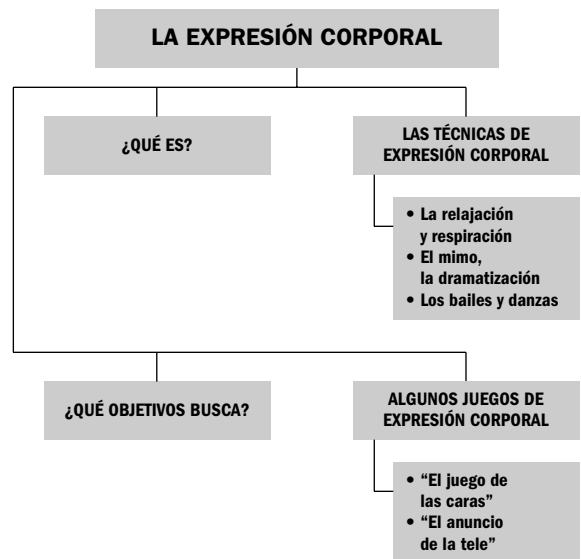 LA EXPRESIÓN CORPORAL
¿QUÉ ES?
LAS TÉCNICAS DE
EXPRESIÓN CORPORAL
• La relajación
y respiración
• El mimo,
la dramatización
• Los bailes y danzas
¿QUÉ OBJETIVOS BUSCA?
ALGUNOS JUEGOS DE
EXPRESIÓN CORPORAL
• “El juego de
las caras”
• “El anuncio
de la tele”